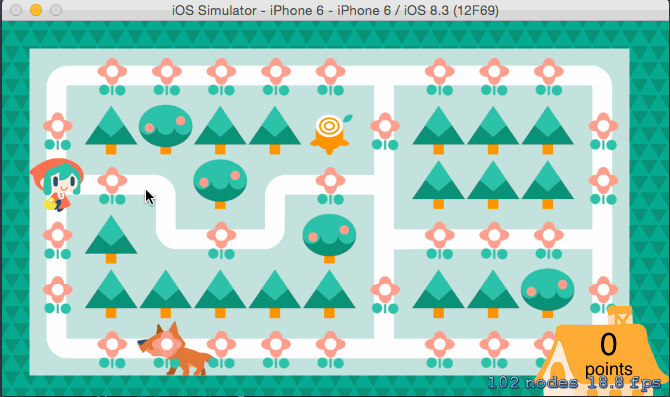 iOS Simulator - iPhone 6 - iPhone 6 / iOS 8.3 (12F69)
0
points
102 nodes 18.8 fps